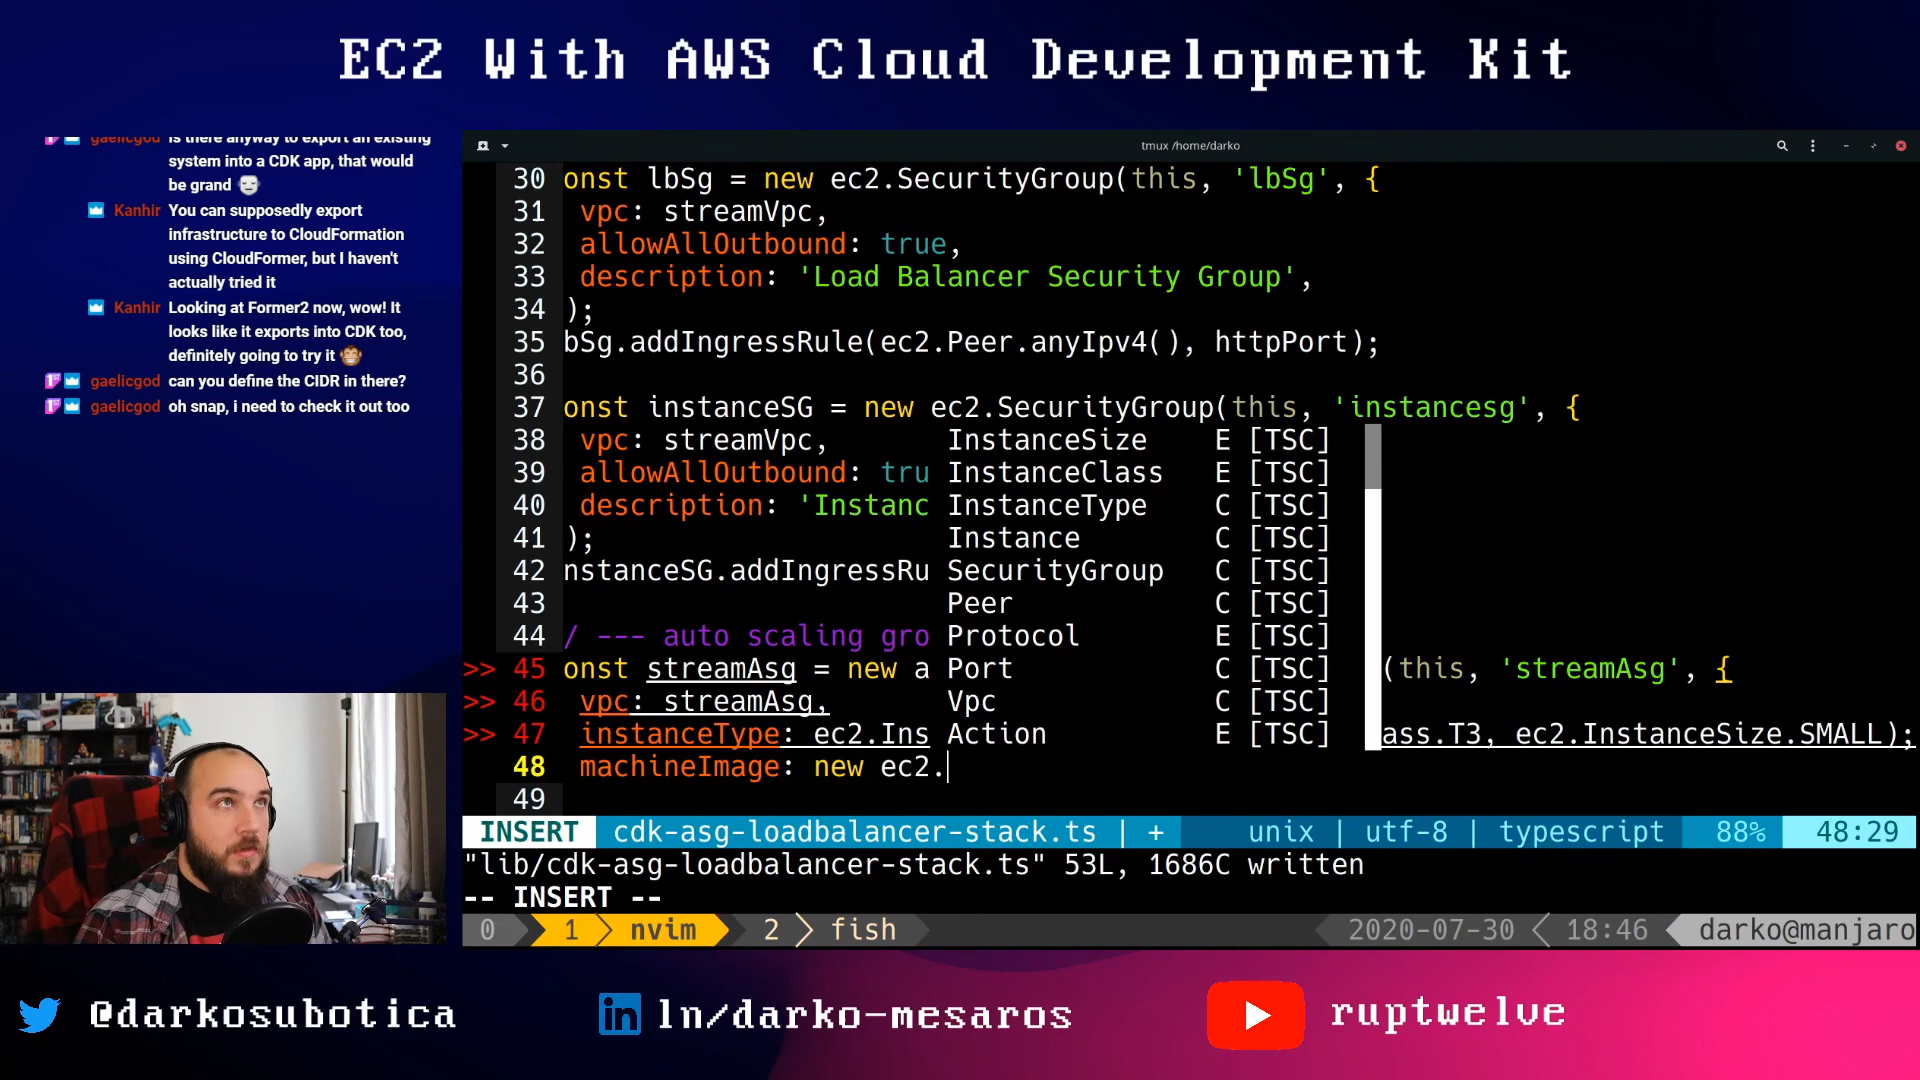 EC2 With AWS Cloud Development Kit
gaelicgod Is there anyway to export an existing
system into a CDK app, that would
be grand
Kanhir You can supposedly export
infrastructure to CloudFormation
using CloudFormer, but I haven't
actually tried it
Kanhir Looking at Former2 now, wow! It
looks like it exports into CDK too,
definitely going to try it
gaelicgod can you define the CIDR in there?
gaelicgod oh snap, i need to check it out too
tmux /home/darko
30 onst lbSg = new ec2.SecurityGroup(this, 'lbSg', {
31 vpc: streamVpc,
32 allowAllOutbound: true,
33 description: 'Load Balancer Security Group',
34 );
35 bSg.addIngressRule(ec2.Peer.anyIpv4(), httpPort);
36
37 onst instanceSG = new ec2.SecurityGroup(this, 'instancesg', {
38 vpc: streamVpc, InstanceSize E [TSC]
39 allowAllOutbound: tru InstanceClass E [TSC]
40 description: 'Instanc InstanceType C [TSC]
41 ); Instance C [TSC]
42 nstanceSG.addIngressRu SecurityGroup C [TSC]
43 Peer C [TSC]
44 / --- auto scaling gro Protocol E [TSC]
>> 45 onst streamAsg = new a Port C [TSC] (this, 'streamAsg', {
>> 46 vpc: streamAsg, Vpc C [TSC]
>> 47 instanceType: ec2.Ins Action E [TSC] ass.T3, ec2.InstanceSize.SMALL);
48 machineImage: new ec2.
49
INSERT cdk-asg-loadbalancer-stack.ts | + unix | utf-8 | typescript 88% 48:29
"lib/cdk-asg-loadbalancer-stack.ts" 53L, 1686C written
-- INSERT --
0 1 nvim 2 fish 2020-07-30 18:46 darko@manjaro
@darkosubotica in ln/darko-mesaros ruptwelve